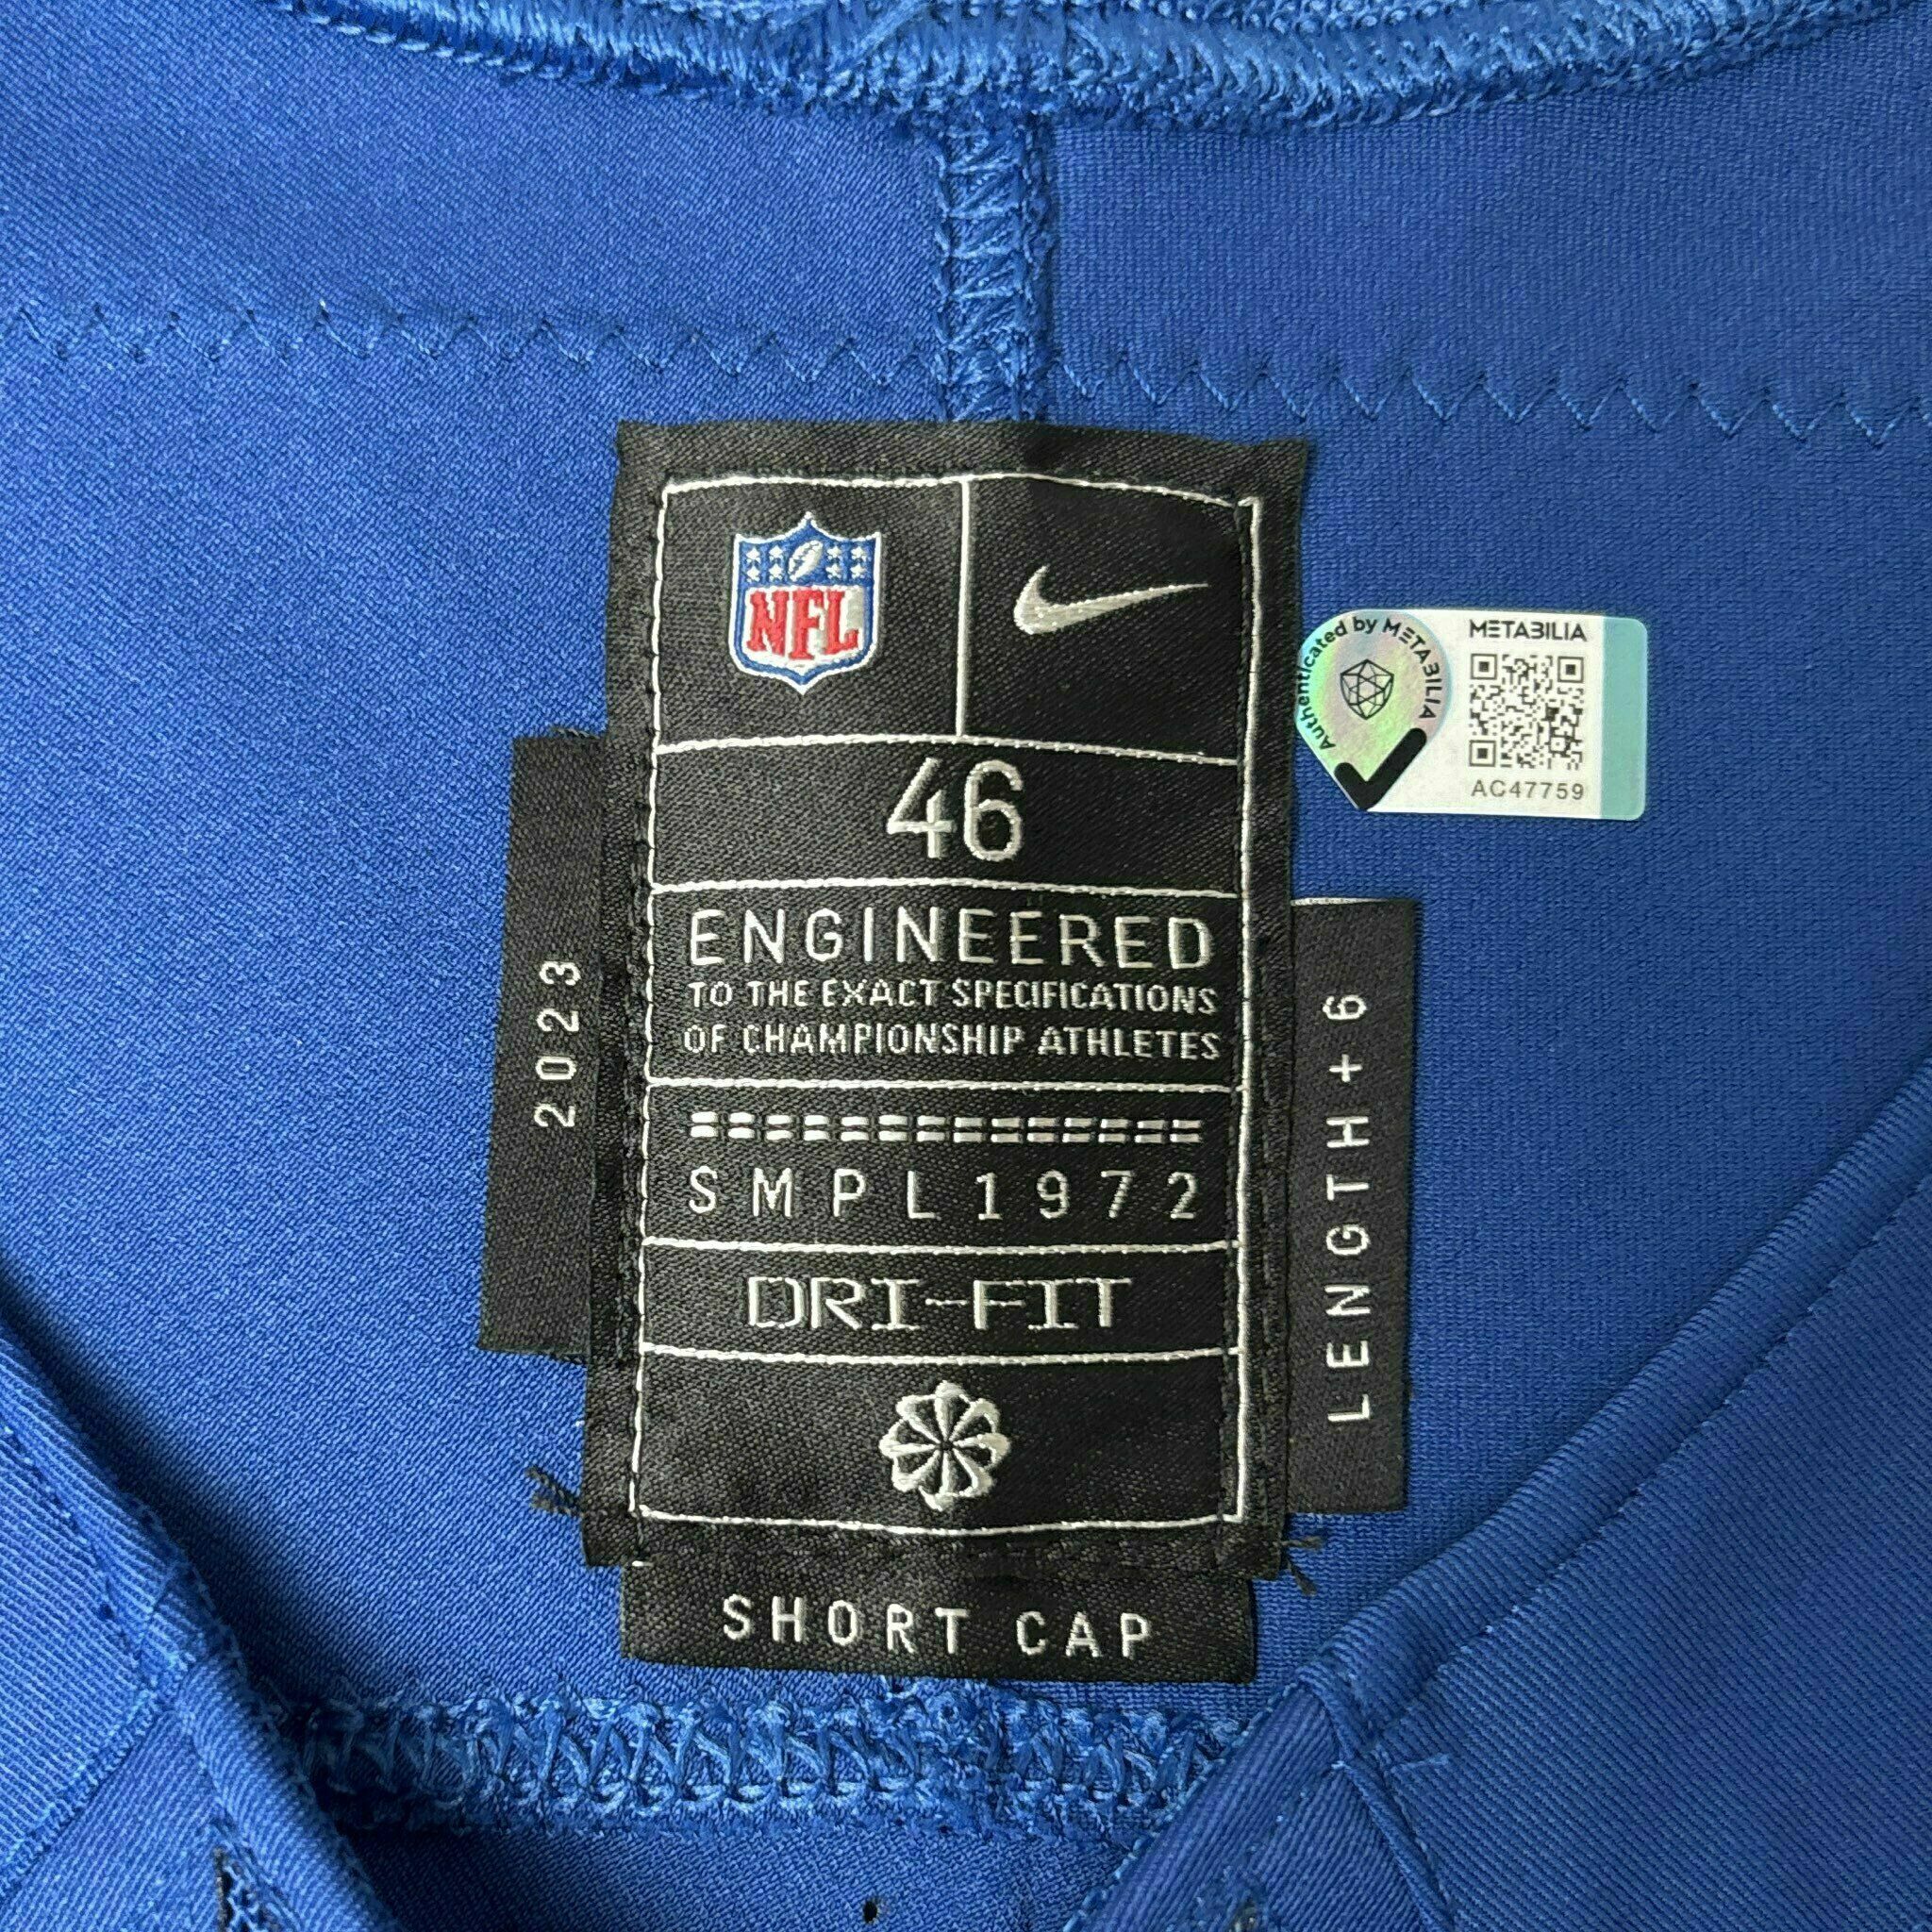 NFL
46
ENGINEERED
TO THE EXACT SPECIFICATIONS
OF CHAMPIONSHIP ATHLETES
SMPL1972
DRI-FIT
SHORT CAP
2023
LENGTH+6
Authenticated by METABILIA
METABILIA
AC47759